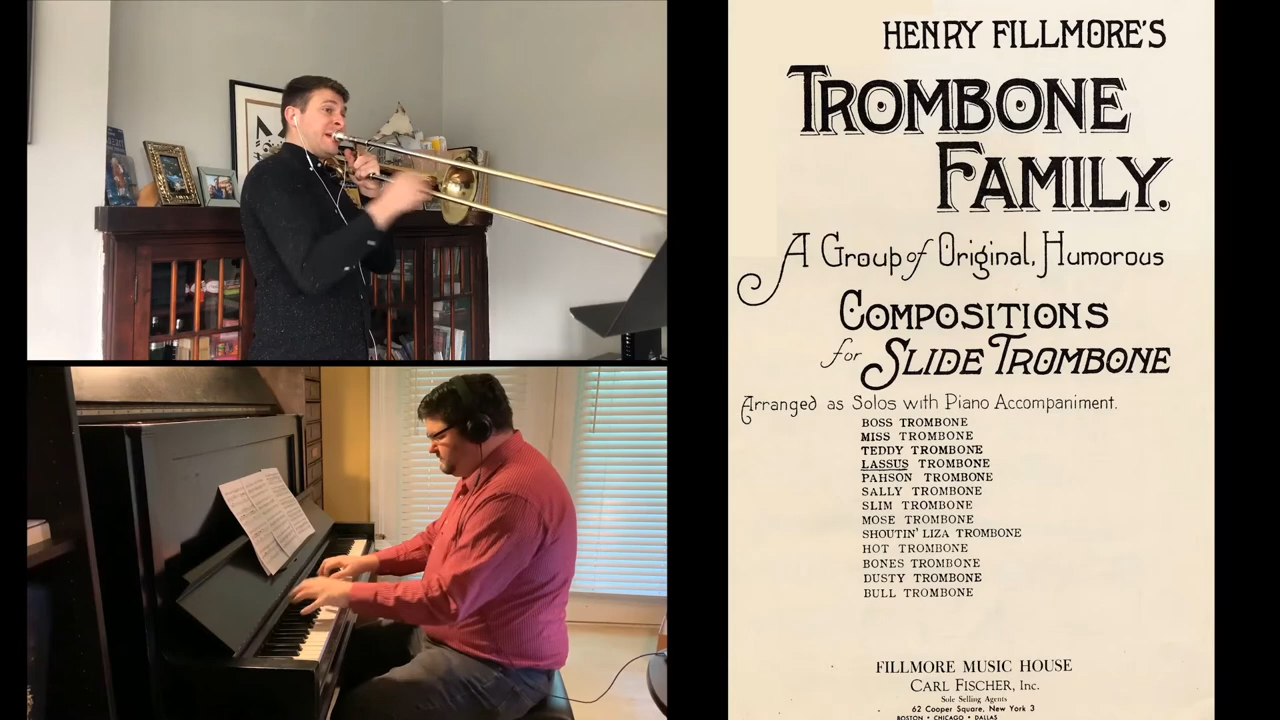 HENRY FILLMORE'S
TROMBONE
FAMILY.
A Group of Original, Humorous
COMPOSITIONS
for SLIDE TROMBONE
Arranged as Solos with Piano Accompaniment.
BOSS TROMBONE
MISS TROMBONE
TEDDY TROMBONE
LASSUS TROMBONE
PAHSON TROMBONE
SALLY TROMBONE
SLIM TROMBONE
MOSE TROMBONE
SHOUTIN' LIZA TROMBONE
HOT TROMBONE
BONES TROMBONE
DUSTY TROMBONE
BULL TROMBONE
FILLMORE MUSIC HOUSE
CARL FISCHER, Inc.
Sole Selling Agents
62 Cooper Square, New York 3
BOSTON • CHICAGO • DALLAS